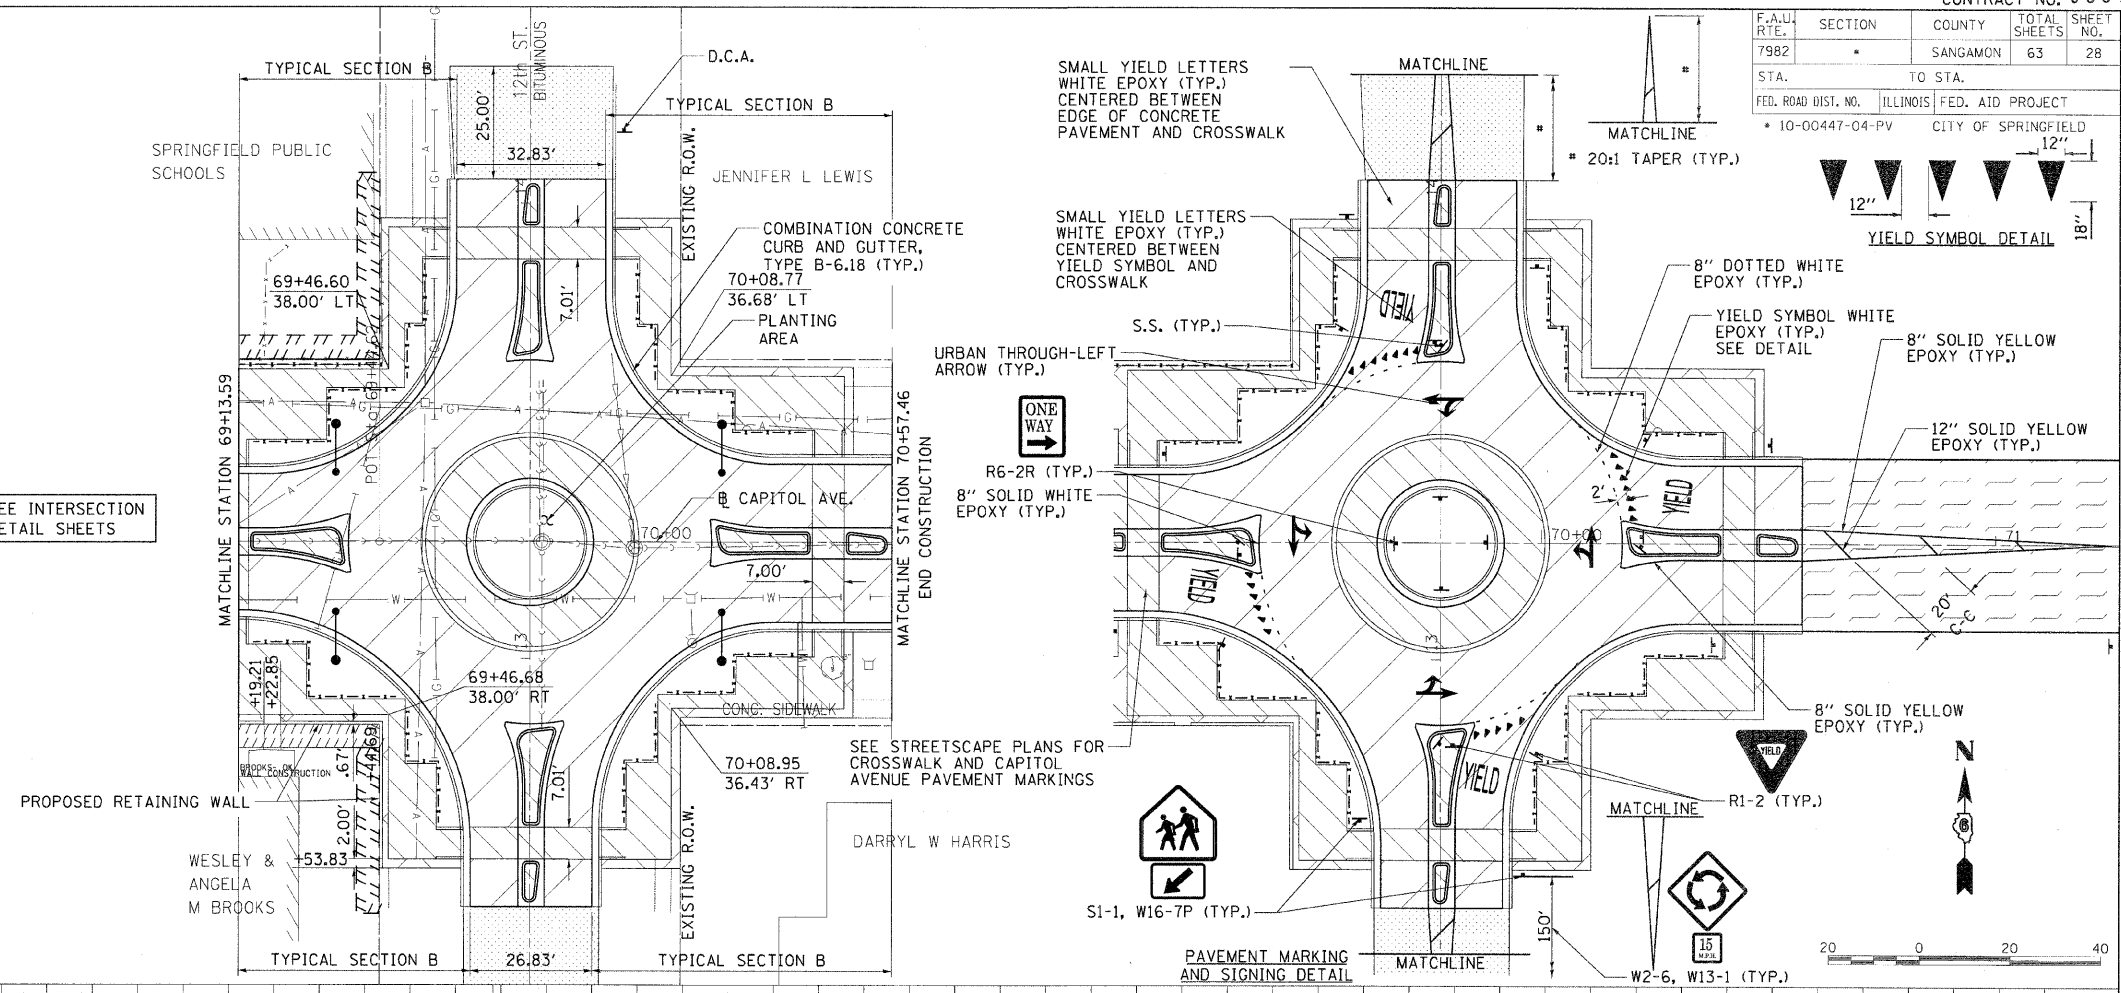 CONTRACT NO.
F.A.U. RTE.
SECTION
COUNTY
TOTAL SHEETS
SHEET NO.
7982
*
SANGAMON
63
28
STA.
TO STA.
FED. ROAD DIST. NO.
ILLINOIS
FED. AID PROJECT
* 10-00447-04-PV
CITY OF SPRINGFIELD
TYPICAL SECTION B
12th ST.
BITUMINOUS
25.00'
32.83'
D.C.A.
TYPICAL SECTION B
EXISTING R.O.W.
SPRINGFIELD PUBLIC
SCHOOLS
JENNIFER L LEWIS
COMBINATION CONCRETE
CURB AND GUTTER,
TYPE B-6.18 (TYP.)
70+08.77
36.68' LT
PLANTING
AREA
69+46.60
38.00' LT
7.01'
MATCHLINE STATION 69+13.59
MATCHLINE STATION 70+57.46
END CONSTRUCTION
CAPITOL AVE.
70+00
7.00'
EE INTERSECTION
ETAIL SHEETS
13
+19.21
+22.85
69+46.68
38.00' RT
CONC. SIDEWALK
.67'
BROOKS-
WALL CONSTRUCTION
PROPOSED RETAINING WALL
2.00'
+53.83
7.01'
70+08.95
36.43' RT
WESLEY &
ANGELA
M BROOKS
EXISTING R.O.W.
DARRYL W HARRIS
TYPICAL SECTION B
26.83'
TYPICAL SECTION B
SMALL YIELD LETTERS
WHITE EPOXY (TYP.)
CENTERED BETWEEN
EDGE OF CONCRETE
PAVEMENT AND CROSSWALK
MATCHLINE
#
#
MATCHLINE
# 20:1 TAPER (TYP.)
12"
12"
18"
YIELD SYMBOL DETAIL
SMALL YIELD LETTERS
WHITE EPOXY (TYP.)
CENTERED BETWEEN
YIELD SYMBOL AND
CROSSWALK
S.S. (TYP.)
URBAN THROUGH-LEFT
ARROW (TYP.)
ONE
WAY
R6-2R (TYP.)
8" SOLID WHITE
EPOXY (TYP.)
8" DOTTED WHITE
EPOXY (TYP.)
YIELD SYMBOL WHITE
EPOXY (TYP.)
SEE DETAIL
8" SOLID YELLOW
EPOXY (TYP.)
12" SOLID YELLOW
EPOXY (TYP.)
YIELD
YIELD
YIELD
YIELD
2'
70+00
71
13
20'
C-C
8" SOLID YELLOW
EPOXY (TYP.)
SEE STREETSCAPE PLANS FOR
CROSSWALK AND CAPITOL
AVENUE PAVEMENT MARKINGS
YIELD
R1-2 (TYP.)
MATCHLINE
N
6
S1-1, W16-7P (TYP.)
150'
15
M.P.H.
W2-6, W13-1 (TYP.)
PAVEMENT MARKING
AND SIGNING DETAIL
MATCHLINE
20 0 20 40